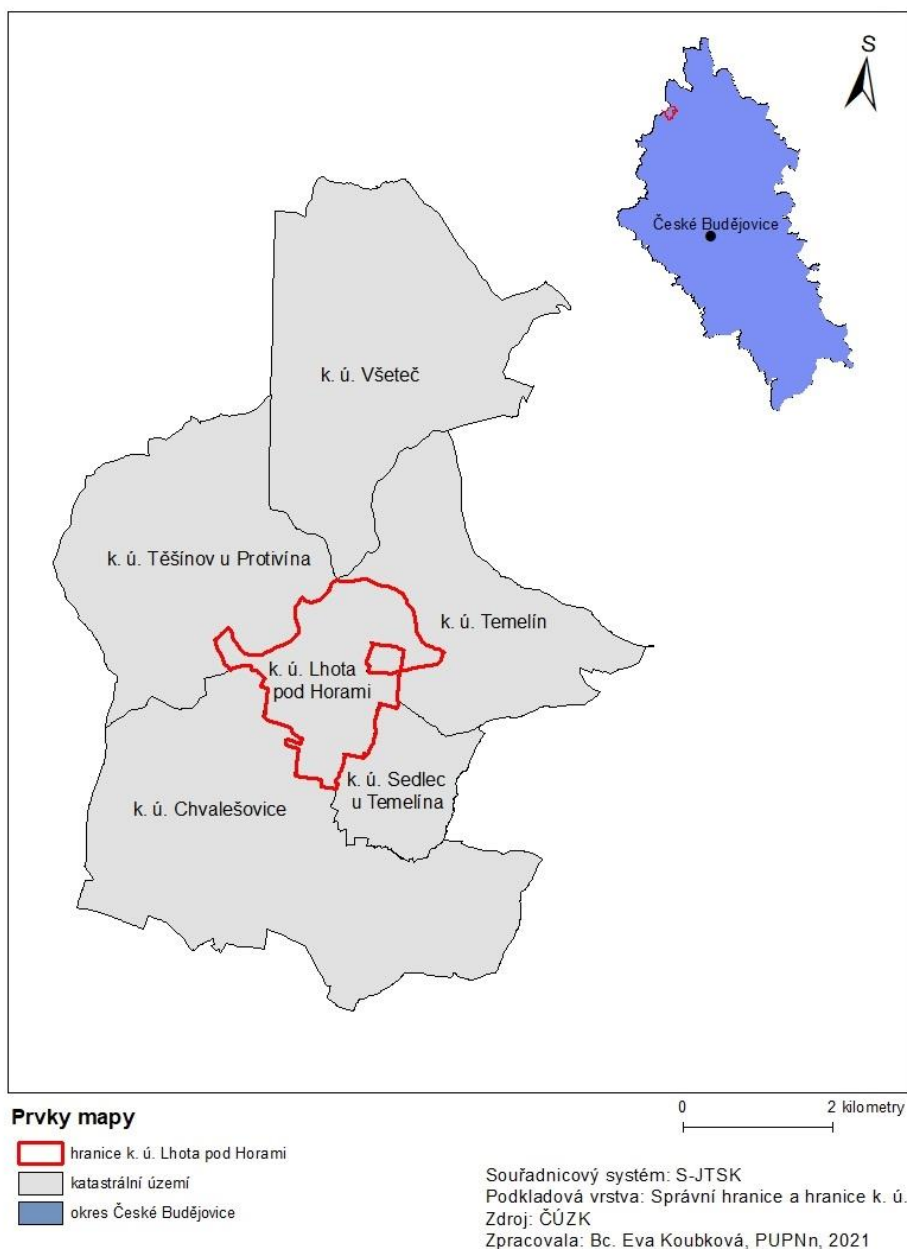 S
České Budějovice
k. ú. Všeteč
k. ú. Těšínov u Protivína
k. ú. Temelín
k. ú. Lhota
pod Horami
k. ú. Sedlec
u Temelína
k. ú. Chvalešovice
Prvky mapy
hranice k. ú. Lhota pod Horami
katastrální území
okres České Budějovice
0 2 kilometry
Souřadnicový systém: S-JTSK
Podkladová vrstva: Správní hranice a hranice k. ú.
Zdroj: ČÚZK
Zpracovala: Bc. Eva Koubková, PUPNn, 2021